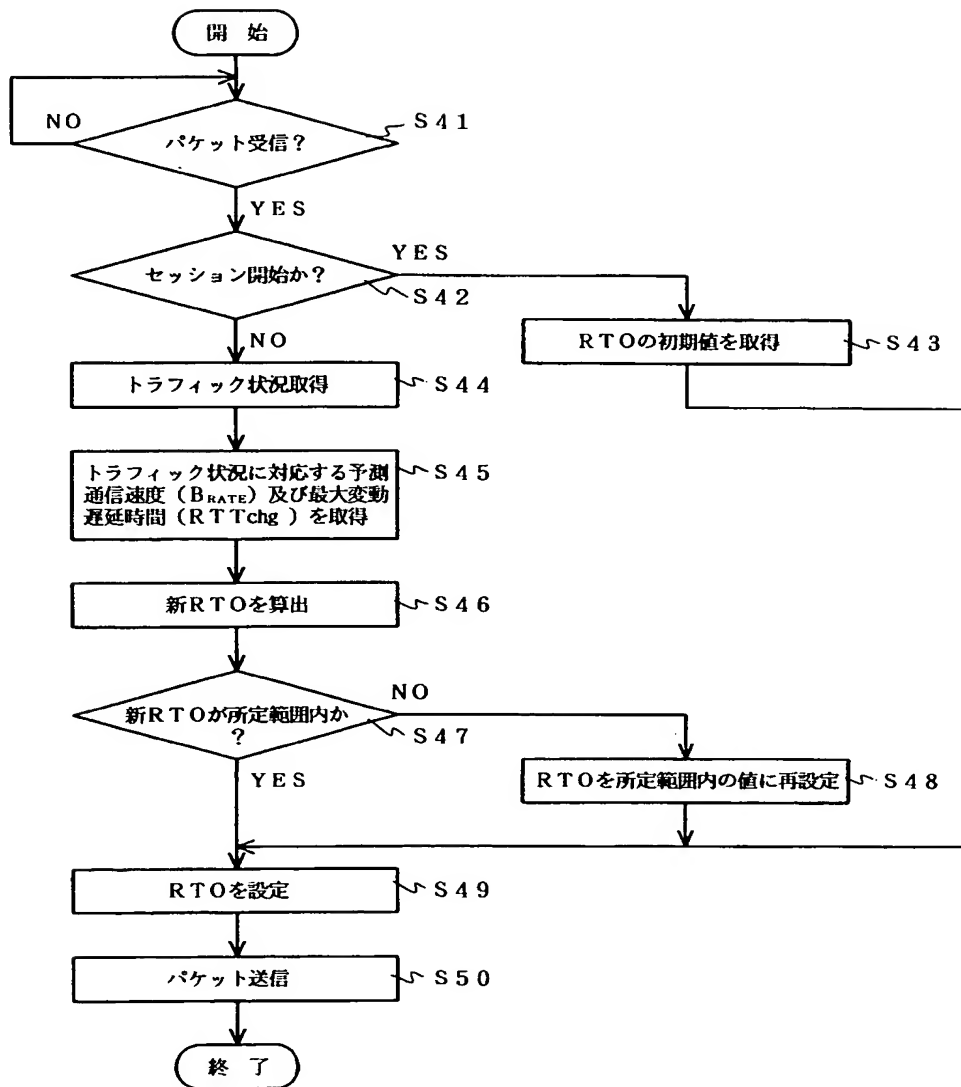 開 始
NO
パケット受信？
S41
YES
セッション開始か？
YES
S42
NO
RTOの初期値を取得
S43
トラフィック状況取得
S44
トラフィック状況に対応する予測
通信速度（BRATE）及び最大変動
遅延時間（RTTchg ）を取得
S45
新RTOを算出
S46
新RTOが所定範囲内か
？
NO
S47
YES
RTOを所定範囲内の値に再設定
S48
RTOを設定
S49
パケット送信
S50
終 了